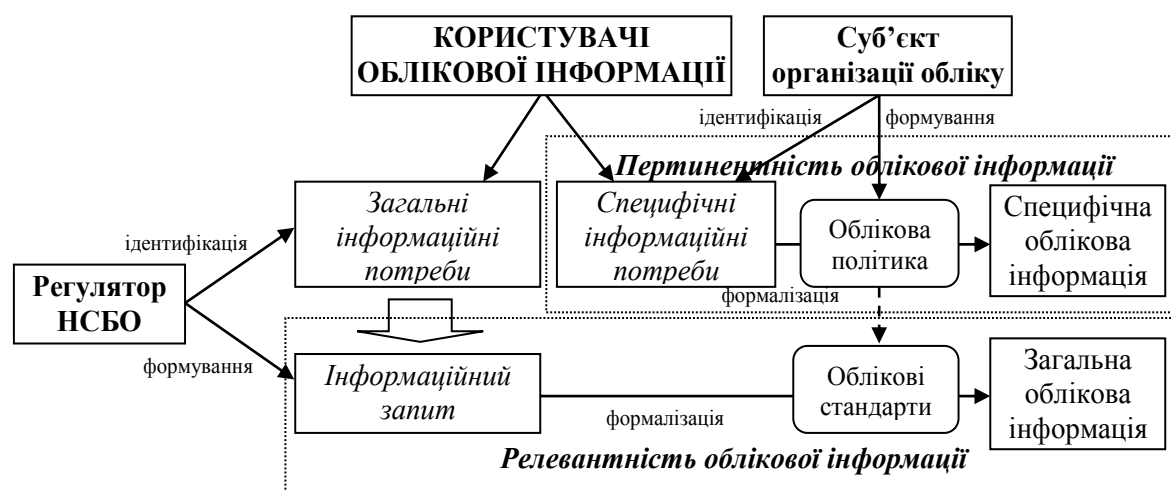 КОРИСТУВАЧІ
ОБЛІКОВОЇ ІНФОРМАЦІЇ
Суб’єкт
організації обліку
ідентифікація
формування
Пертинентність облікової інформації
Загальні
інформаційні
потреби
Специфічні
інформаційні
потреби
Облікова
політика
Специфічна
облікова
інформація
ідентифікація
Регулятор
НСБО
формалізація
формування
Інформаційний
запит
формалізація
Облікові
стандарти
Загальна
облікова
інформація
Релевантність облікової інформації